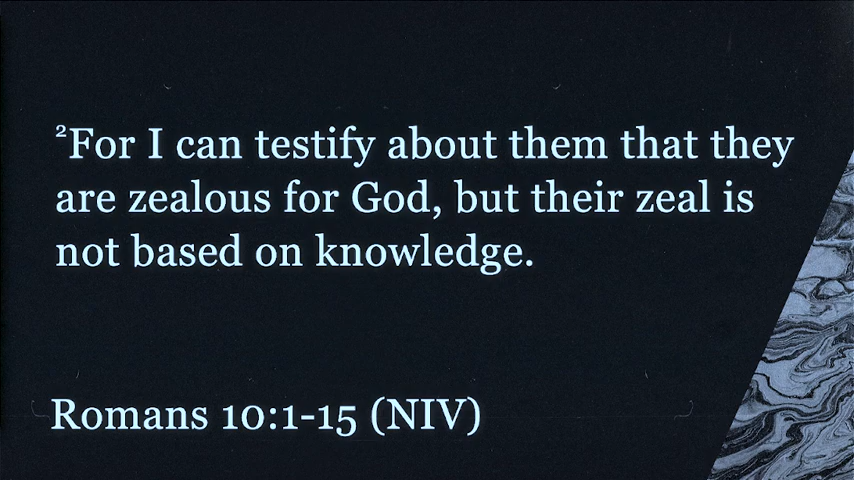 ²For I can testify about them that they
are zealous for God, but their zeal is
not based on knowledge.
Romans 10:1-15 (NIV)